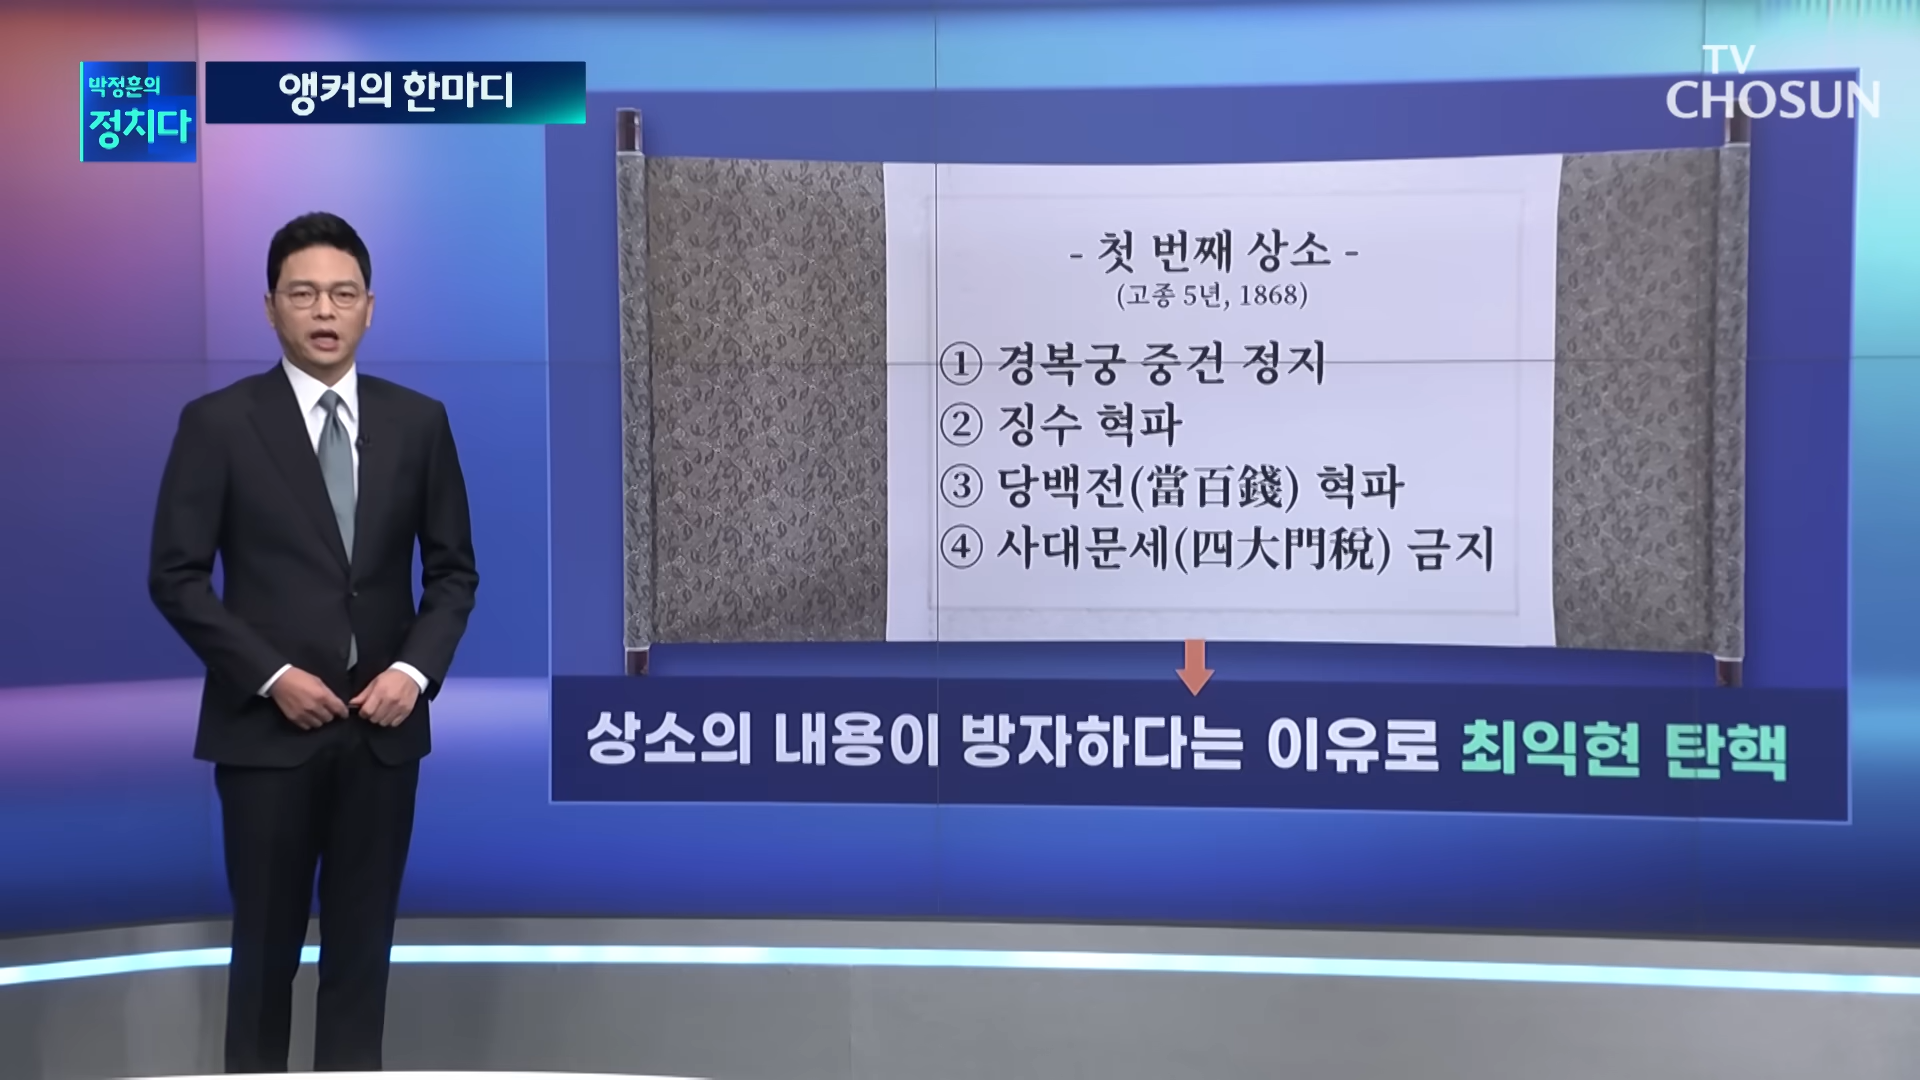 박정훈의
정치다
앵커의 한마디
TV
CHOSUN
- 첫 번째 상소 -
(고종 5년, 1868)
① 경복궁 중건 정지
② 징수 혁파
③ 당백전(當百錢) 혁파
④ 사대문세(四大門稅) 금지
상소의 내용이 방자하다는 이유로 최익현 탄핵